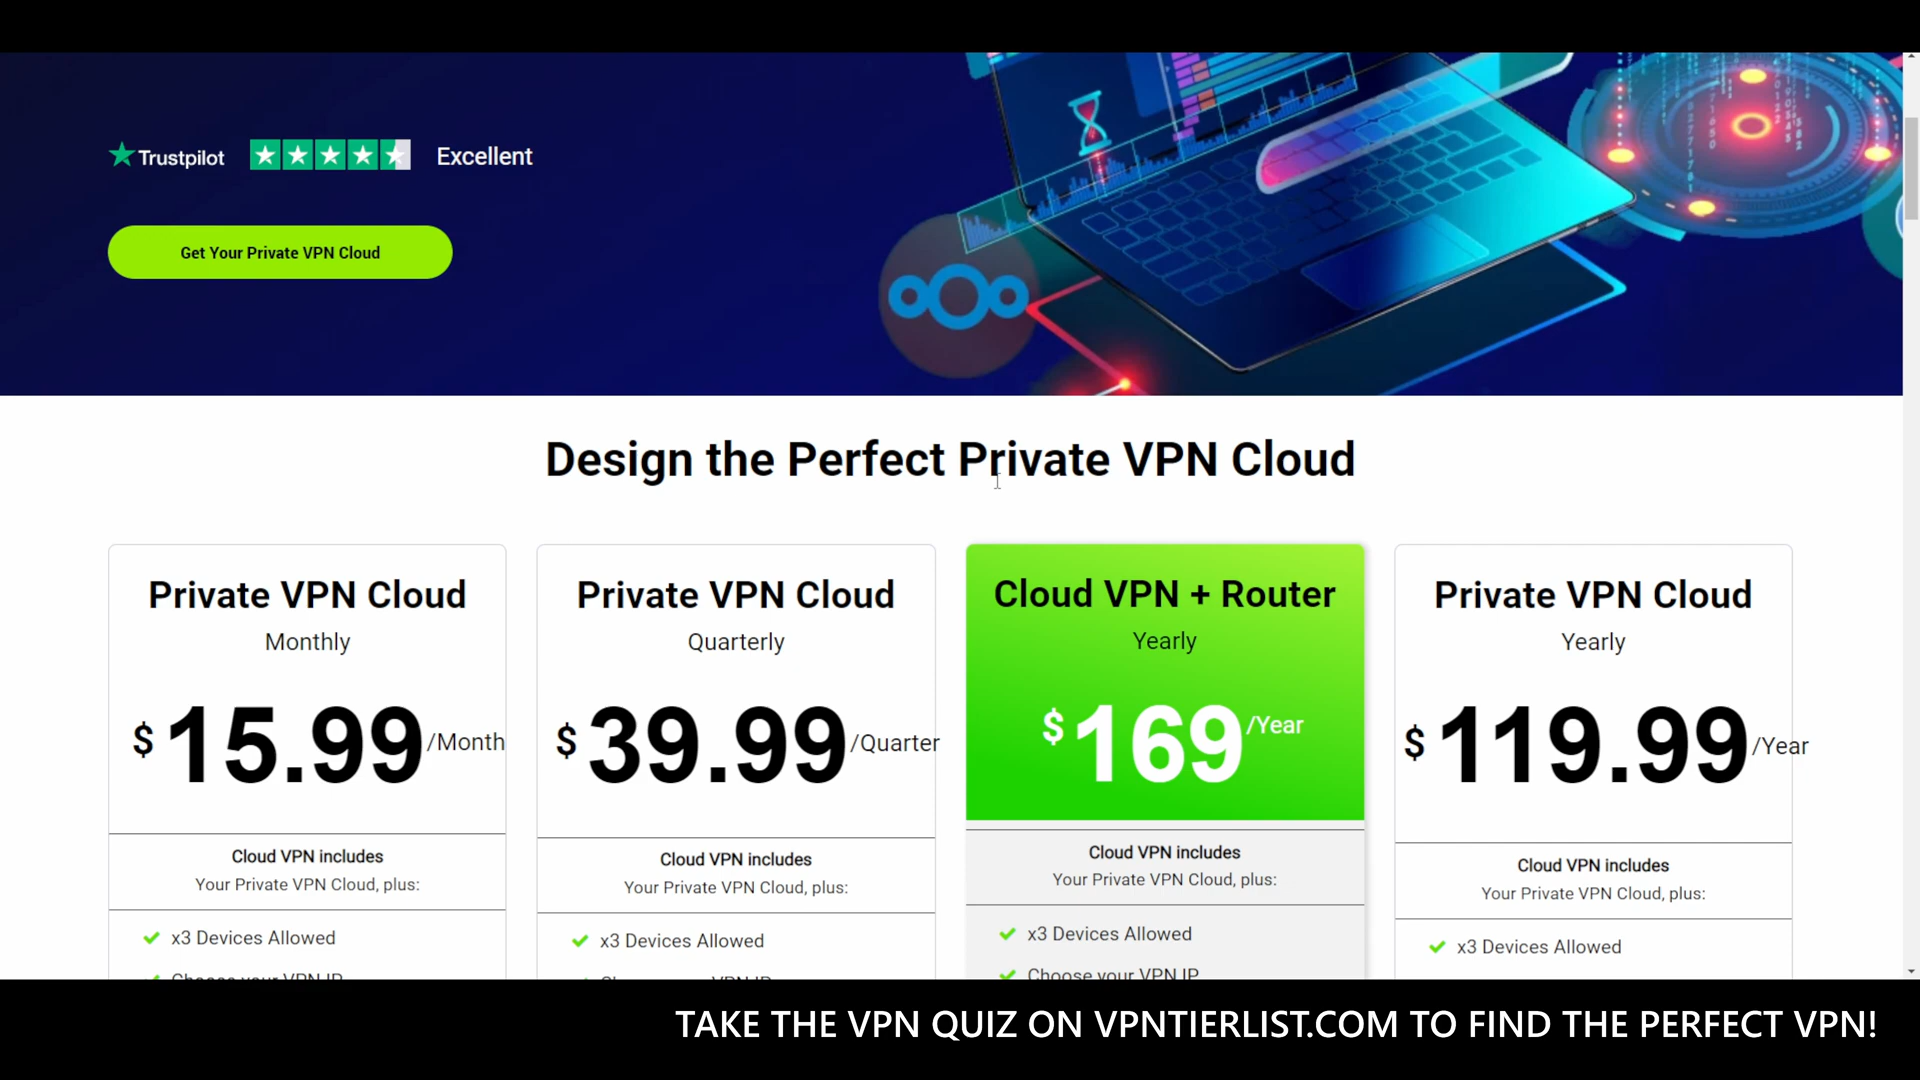 Trustpilot Excellent
Get Your Private VPN Cloud
Design the Perfect Private VPN Cloud
Private VPN Cloud
Monthly
$ 15.99 /Month
Cloud VPN includes
Your Private VPN Cloud, plus:
x3 Devices Allowed
Choose your VPN IP
Private VPN Cloud
Quarterly
$ 39.99 /Quarter
Cloud VPN includes
Your Private VPN Cloud, plus:
x3 Devices Allowed
Cloud VPN + Router
Yearly
$ 169 /Year
Cloud VPN includes
Your Private VPN Cloud, plus:
x3 Devices Allowed
Choose your VPN IP
Private VPN Cloud
Yearly
$ 119.99 /Year
Cloud VPN includes
Your Private VPN Cloud, plus:
x3 Devices Allowed
TAKE THE VPN QUIZ ON VPNTIERLIST.COM TO FIND THE PERFECT VPN!